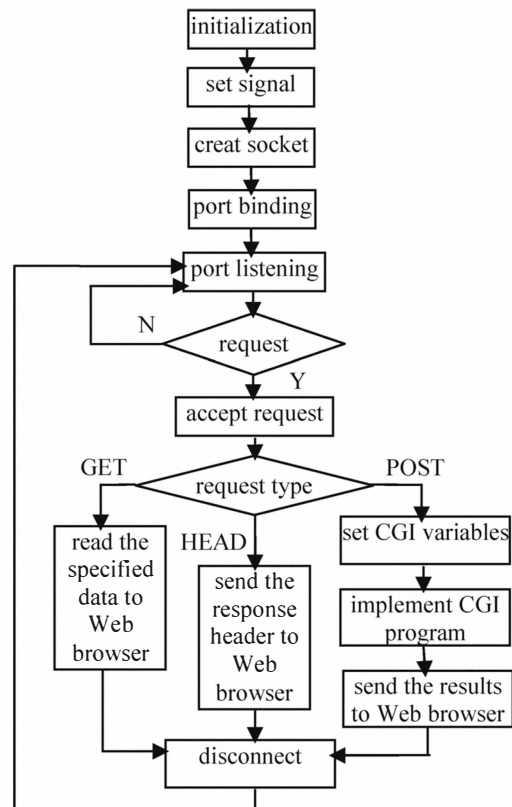 initialization
set signal
creat socket
port binding
port listening
N
request
Y
accept request
GET
request type
POST
read the
specified
data to
Web
browser
HEAD
send the
response
header to
Web
browser
set CGI variables
implement CGI
program
send the results
to Web browser
disconnect